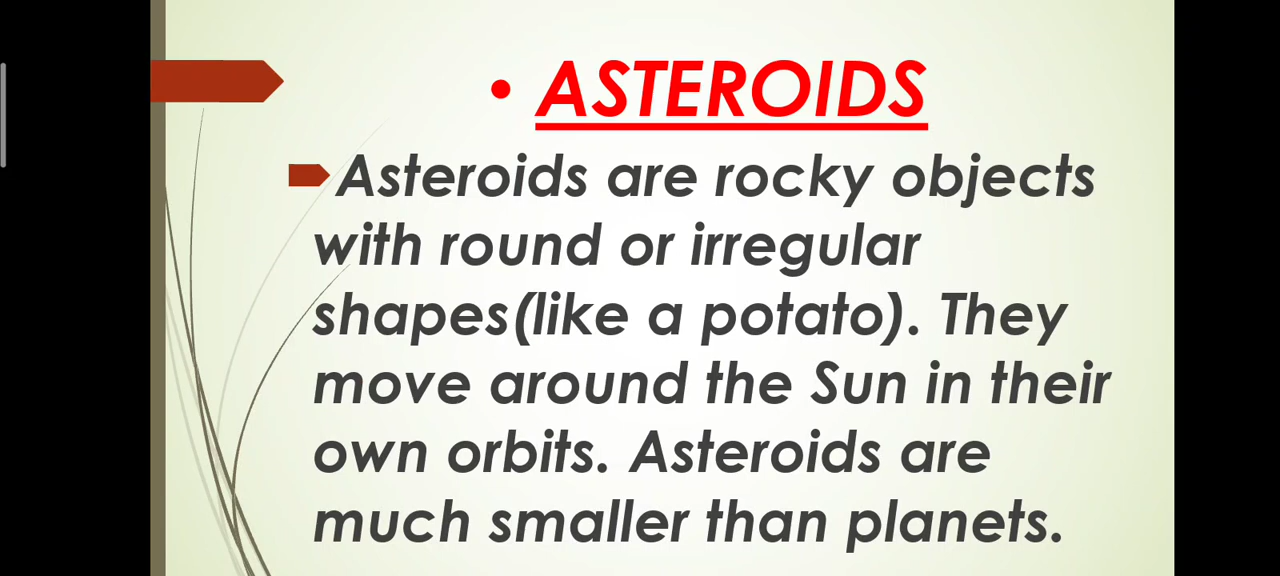 • ASTEROIDS
Asteroids are rocky objects
with round or irregular
shapes(like a potato). They
move around the Sun in their
own orbits. Asteroids are
much smaller than planets.